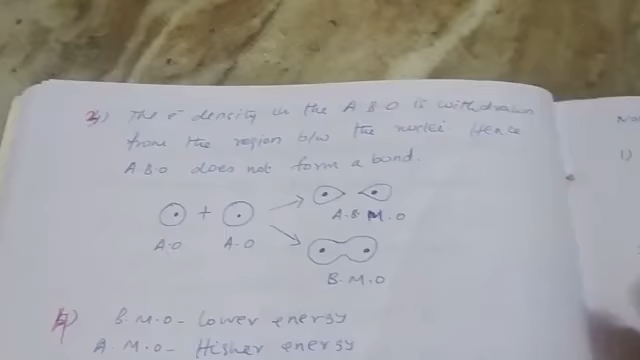 3) The e⁻ density in the A B O is withdrawn
from the region b/w the nuclei. Hence
A B.O does not form a bond.
+
A.O A.O
A.B.M.O
B.M.O
4) B.M.O - Lower energy
A.M.O - Higher energy
1)